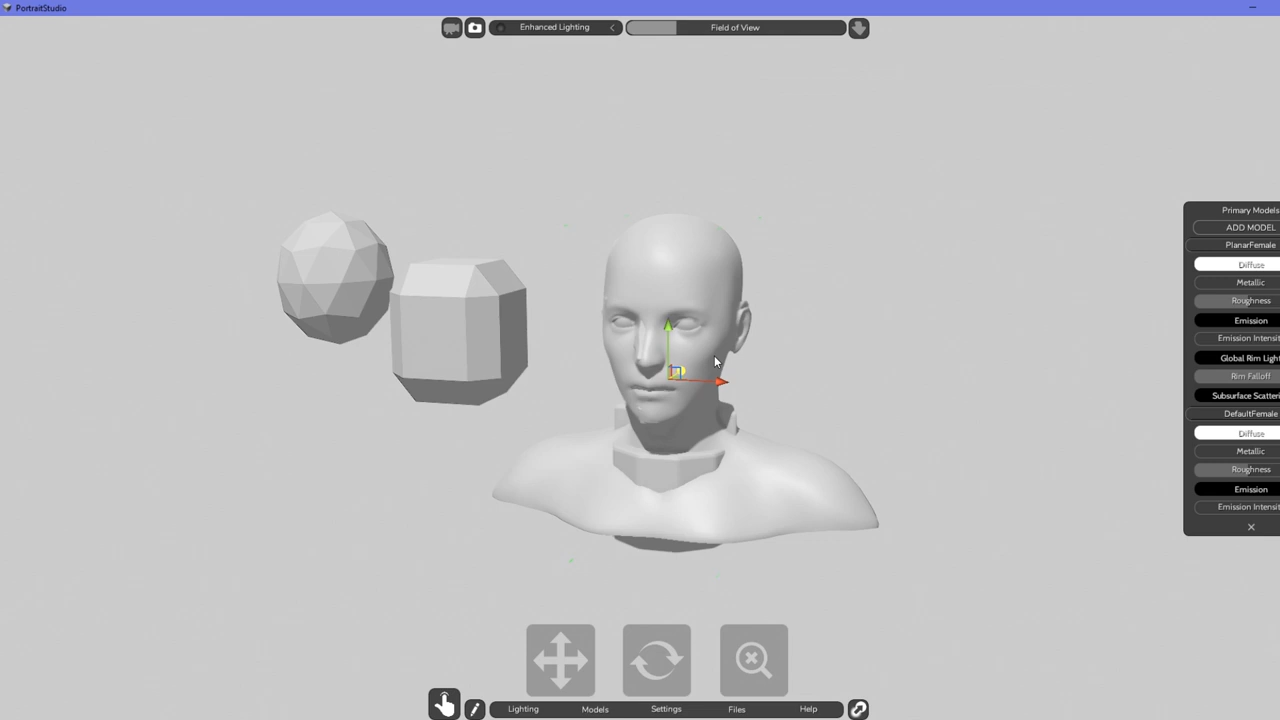 PortraitStudio
Enhanced Lighting
Field of View
Primary Models
ADD MODEL
PlanarFemale
Diffuse
Metallic
Roughness
Emission
Emission Intensit
Global Rim Light
Rim Falloff
Subsurface Scatteri
DefaultFemale
Diffuse
Metallic
Roughness
Emission
Emission Intensit
Lighting
Models
Settings
Files
Help